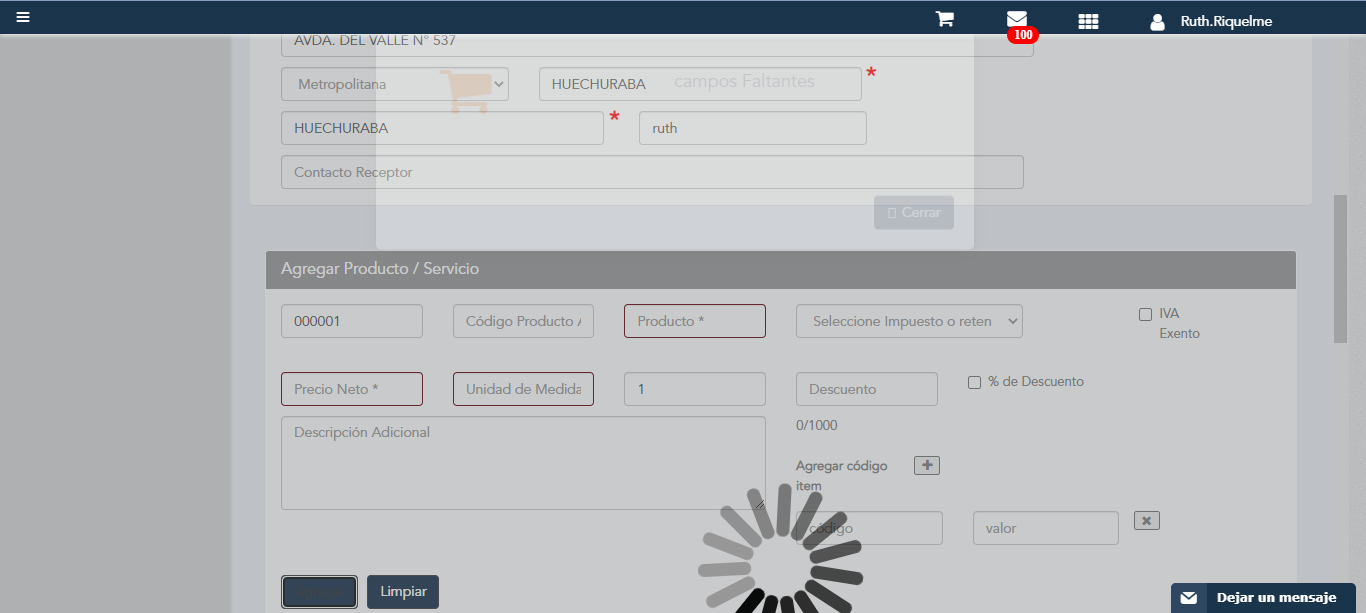 Ruth.Riquelme
100
AVDA. DEL VALLE N° 537
Metropolitana
HUECHURABA
campos Faltantes
*
HUECHURABA
*
ruth
Contacto Receptor
Cerrar
Agregar Producto / Servicio
000001
Código Producto /
Producto *
Seleccione Impuesto o reten
IVA
Exento
Precio Neto *
Unidad de Medida
1
Descuento
% de Descuento
Descripción Adicional
0/1000
Agregar código
item
código
valor
Limpiar
Dejar un mensaje